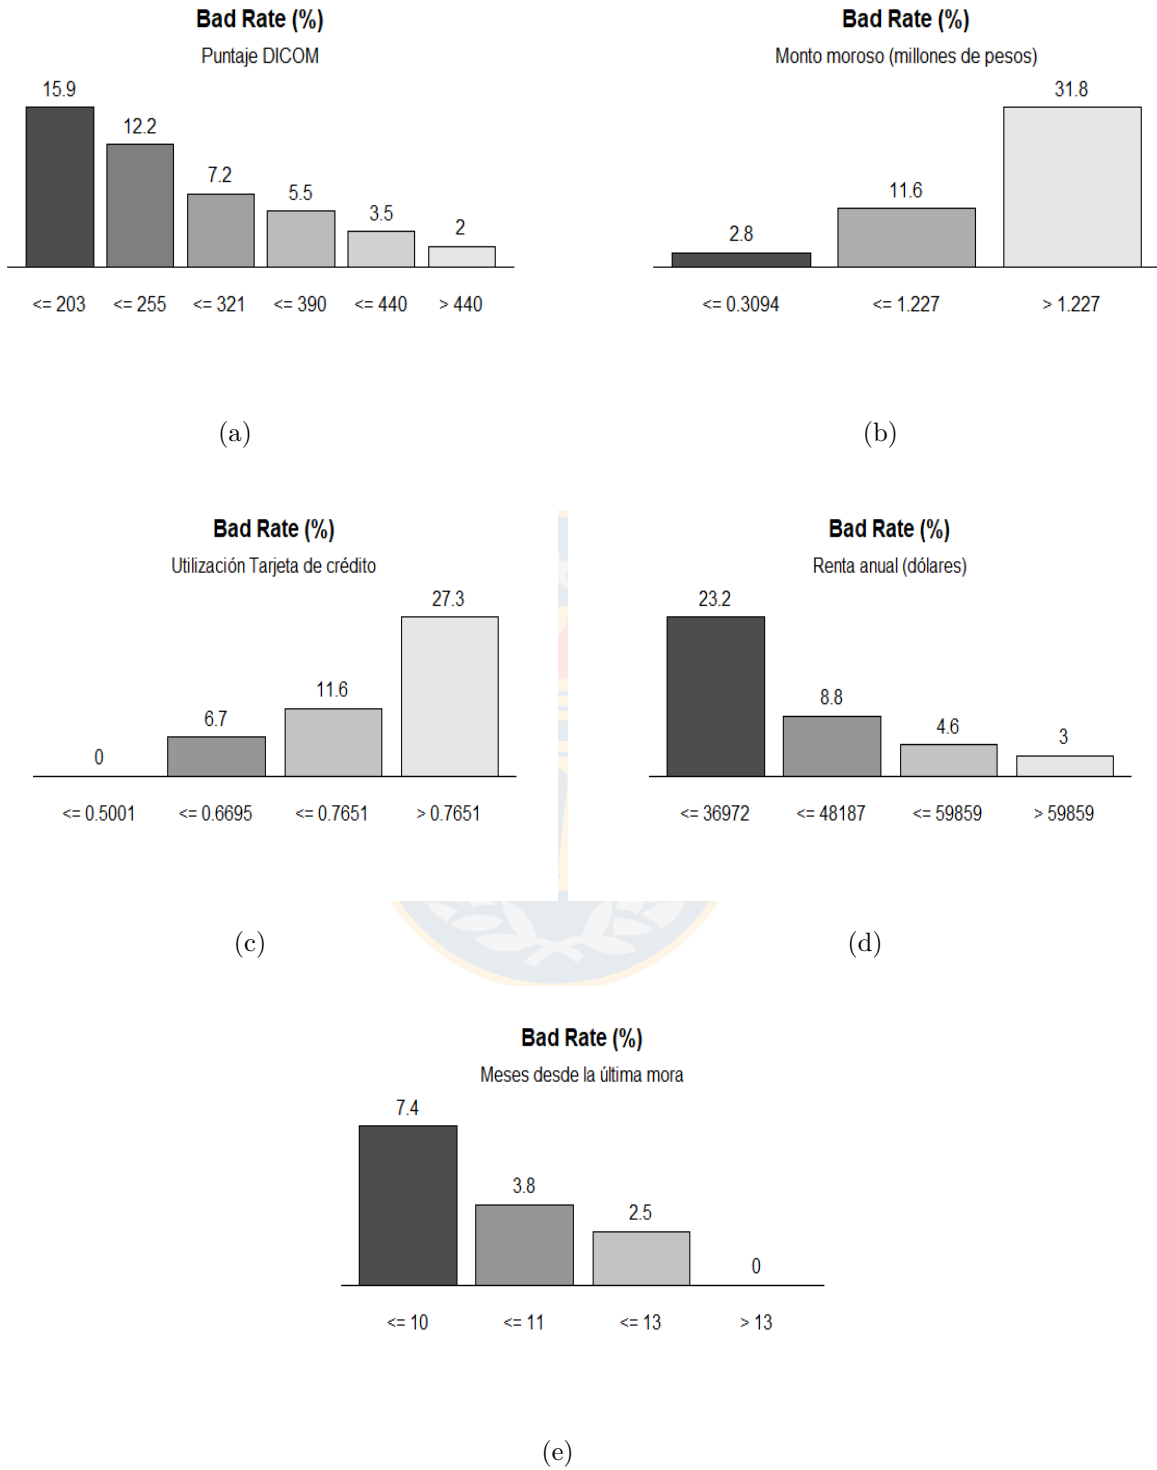 Bad Rate (%)
Puntaje DICOM
15.9
12.2
7.2
5.5
3.5
2
<= 203 <= 255 <= 321 <= 390 <= 440 > 440
(a)
Bad Rate (%)
Monto moroso (millones de pesos)
31.8
11.6
2.8
<= 0.3094 <= 1.227 > 1.227
(b)
Bad Rate (%)
Utilización Tarjeta de crédito
27.3
11.6
6.7
0
<= 0.5001 <= 0.6695 <= 0.7651 > 0.7651
(c)
Bad Rate (%)
Renta anual (dólares)
23.2
8.8
4.6
3
<= 36972 <= 48187 <= 59859 > 59859
(d)
Bad Rate (%)
Meses desde la última mora
7.4
3.8
2.5
0
<= 10 <= 11 <= 13 > 13
(e)